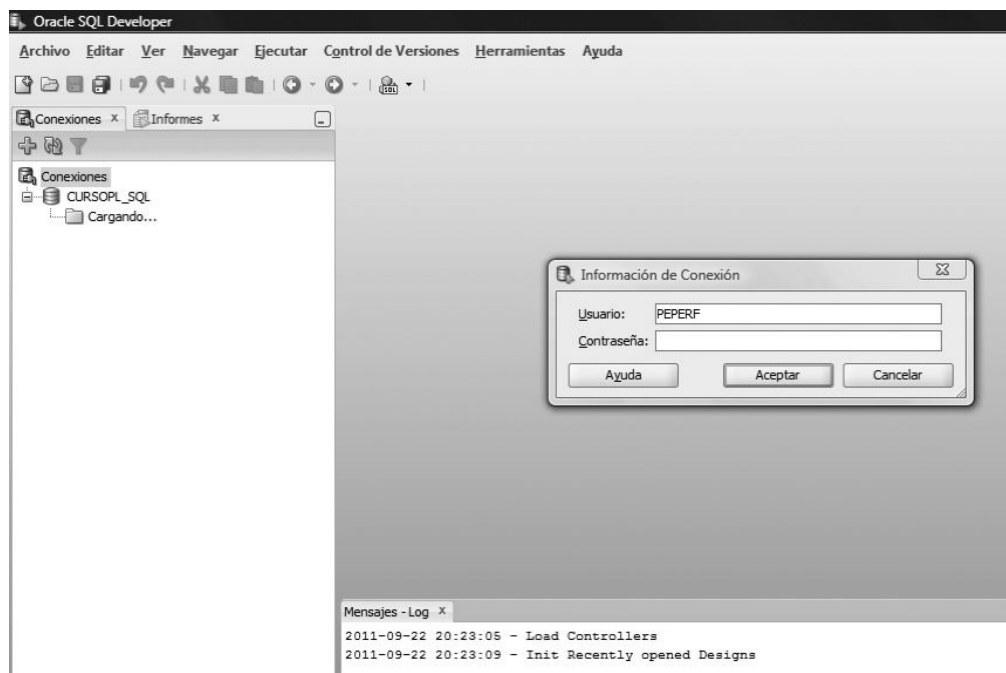 Oracle SQL Developer
Archivo Editar Ver Navegar Ejecutar Control de Versiones Herramientas Ayuda
SQL
Conexiones x Informes x
Conexiones
CURSOPL_SQL
Cargando...
Información de Conexión
Usuario: PEPERF
Contraseña:
Ayuda Aceptar Cancelar
Mensajes - Log x
2011-09-22 20:23:05 - Load Controllers
2011-09-22 20:23:09 - Init Recently opened Designs